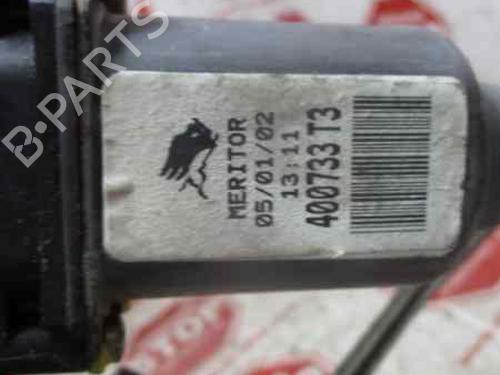 B-PARTS
MERITOR
05/01/02
13:11
400733 T3